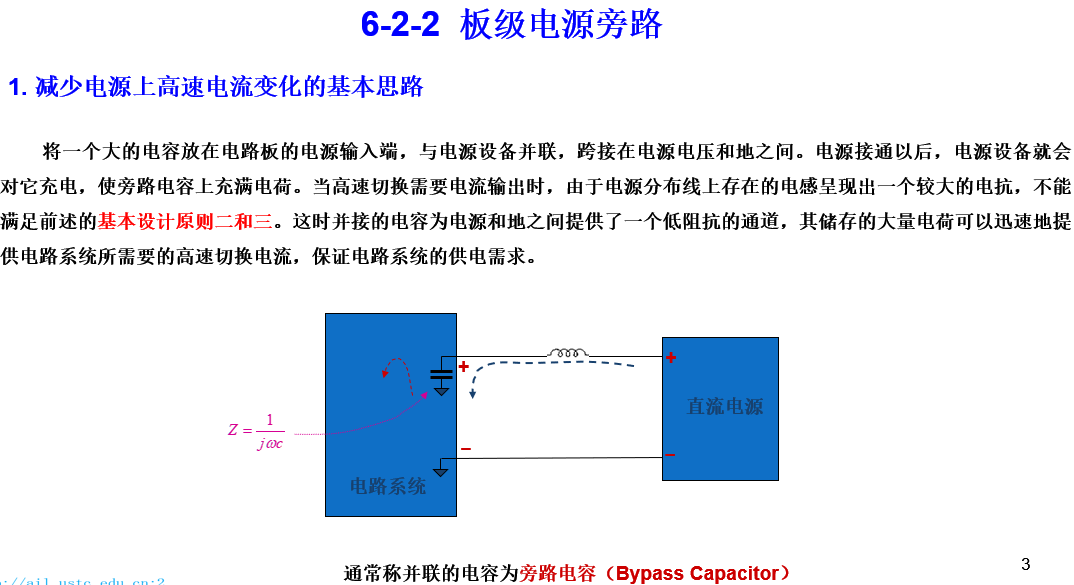 6-2-2 板级电源旁路
1. 减少电源上高速电流变化的基本思路
将一个大的电容放在电路板的电源输入端，与电源设备并联，跨接在电源电压和地之间。电源接通以后，电源设备就会
对它充电，使旁路电容上充满电荷。当高速切换需要电流输出时，由于电源分布线上存在的电感呈现出一个较大的电抗，不能
满足前述的基本设计原则二和三。这时并接的电容为电源和地之间提供了一个低阻抗的通道，其储存的大量电荷可以迅速地提
供电路系统所需要的高速切换电流，保证电路系统的供电需求。
+
+
直流电源
Z = 1 / jωc
−
−
电路系统
3
通常称并联的电容为旁路电容（Bypass Capacitor）
://ail.ustc.edu.cn:2